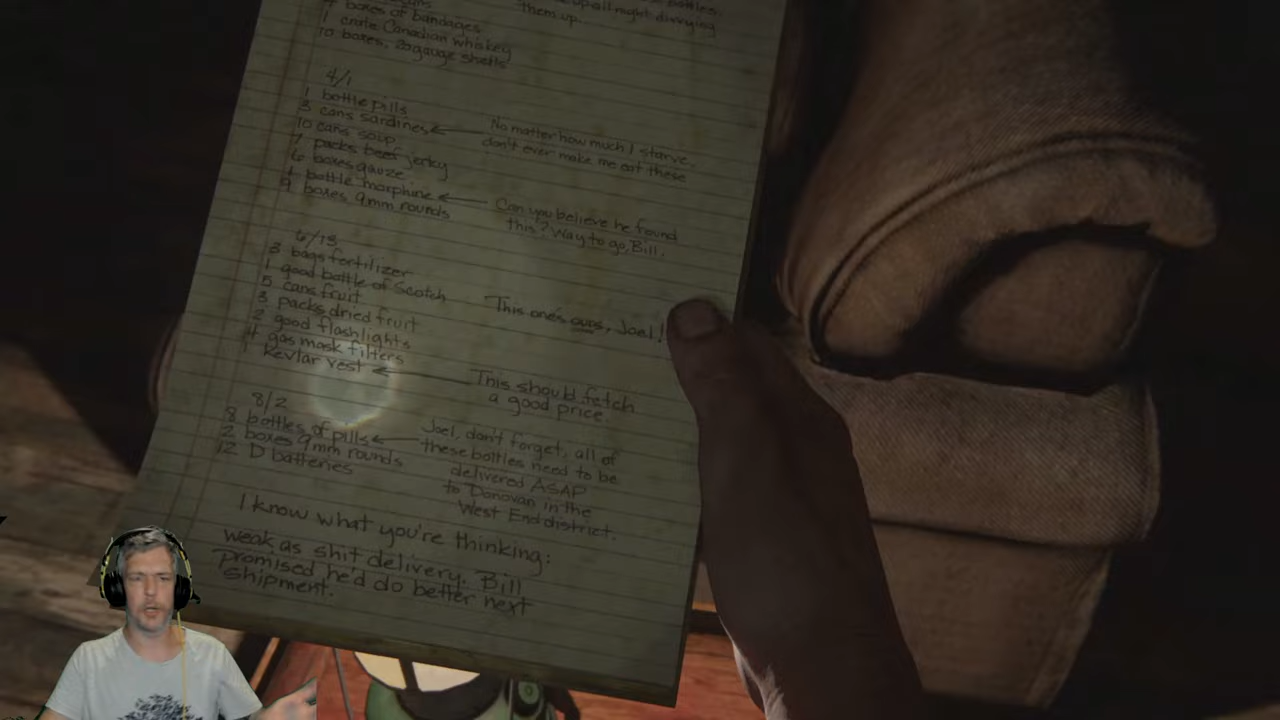 them up.
boxes of bandages
1 crate Canadian whiskey
10 boxes, 20 gauge shells
4/1
1 bottle pills
3 cans sardines
10 cans soup
7 packs beef jerky
6 boxes gauze
1 bottle morphine
9 boxes 9mm rounds
No matter how much I starve,
don't ever make me eat these
Can you believe he found
this? Way to go, Bill.
6/13
3 bags fertilizer
1 good bottle of Scotch
5 cans fruit
3 packs dried fruit
2 good flashlights
4 gas mask filters
1 Kevlar vest
This one's ours, Joel!
This should fetch
a good price.
8/2
8 bottles of pills
2 boxes 9mm rounds
12 D batteries
Joel, don't forget, all of
these bottles need to be
delivered ASAP
to Donovan in the
West End district.
I know what you're thinking:
weak as shit delivery. Bill
promised he'd do better next
shipment.